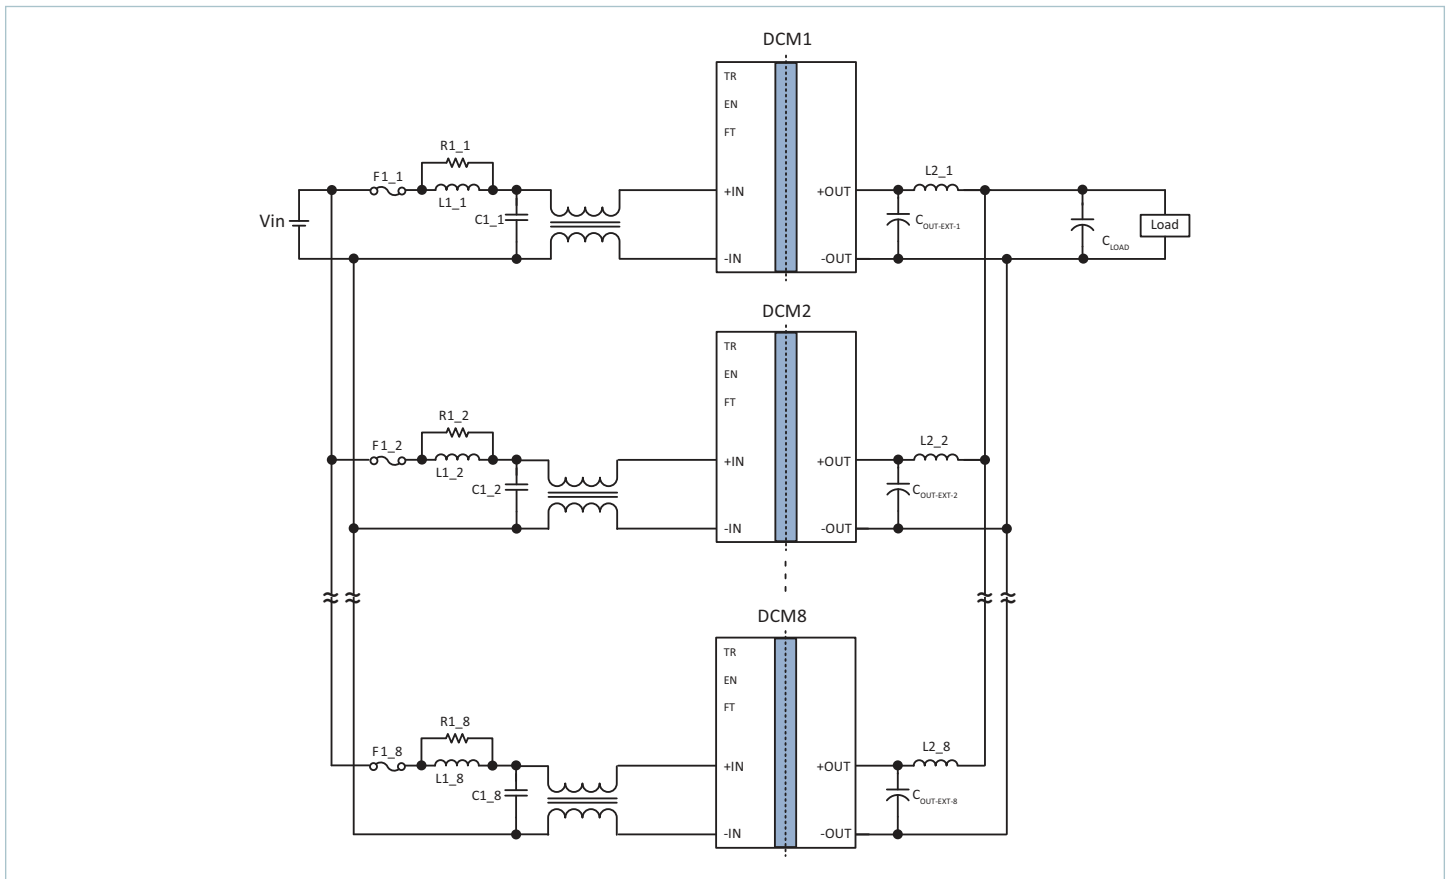 DCM1
TR
EN
FT
R1_1
F1_1
L1_1
L2_1
+IN
+OUT
Vin
C1_1
COUT-EXT-1
CLOAD
Load
-IN
-OUT
DCM2
TR
EN
FT
R1_2
F1_2
L1_2
L2_2
+IN
+OUT
C1_2
COUT-EXT-2
-IN
-OUT
DCM8
TR
EN
FT
R1_8
F1_8
L1_8
L2_8
+IN
+OUT
C1_8
COUT-EXT-8
-IN
-OUT